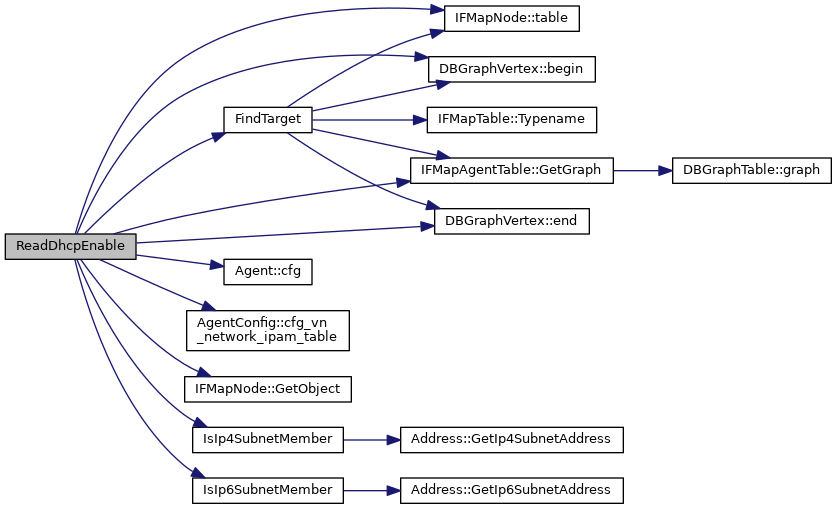 IFMapNode::table
DBGraphVertex::begin
FindTarget
IFMapTable::Typename
IFMapAgentTable::GetGraph
DBGraphTable::graph
DBGraphVertex::end
ReadDhcpEnable
Agent::cfg
AgentConfig::cfg_vn
_network_ipam_table
IFMapNode::GetObject
IsIp4SubnetMember
Address::GetIp4SubnetAddress
IsIp6SubnetMember
Address::GetIp6SubnetAddress